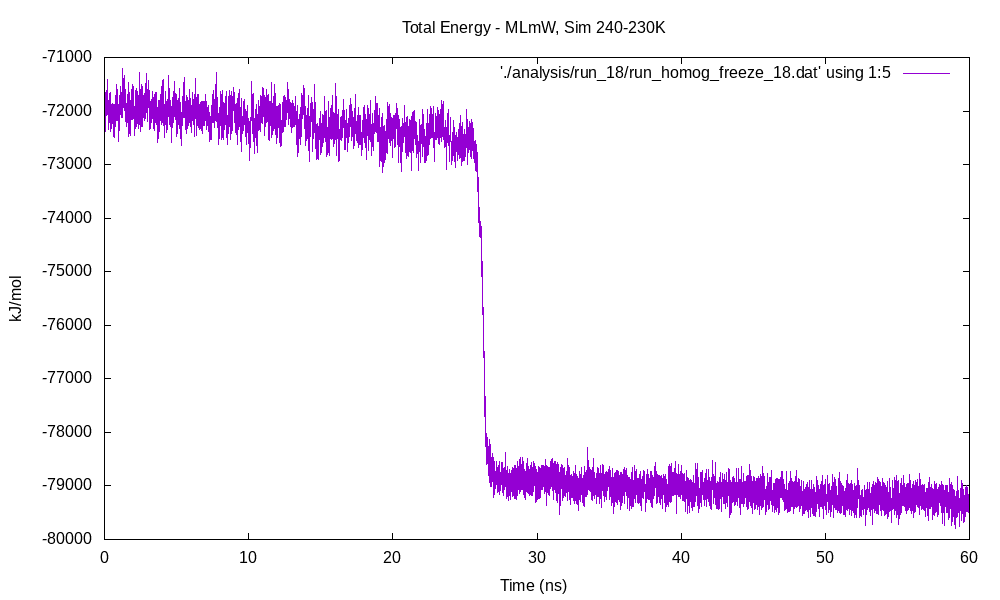 Total Energy - MLmW, Sim 240-230K
'./analysis/run_18/run_homog_freeze_18.dat' using 1:5
-71000
-72000
-73000
-74000
-75000
-76000
-77000
-78000
-79000
-80000
kJ/mol
0 10 20 30 40 50 60
Time (ns)